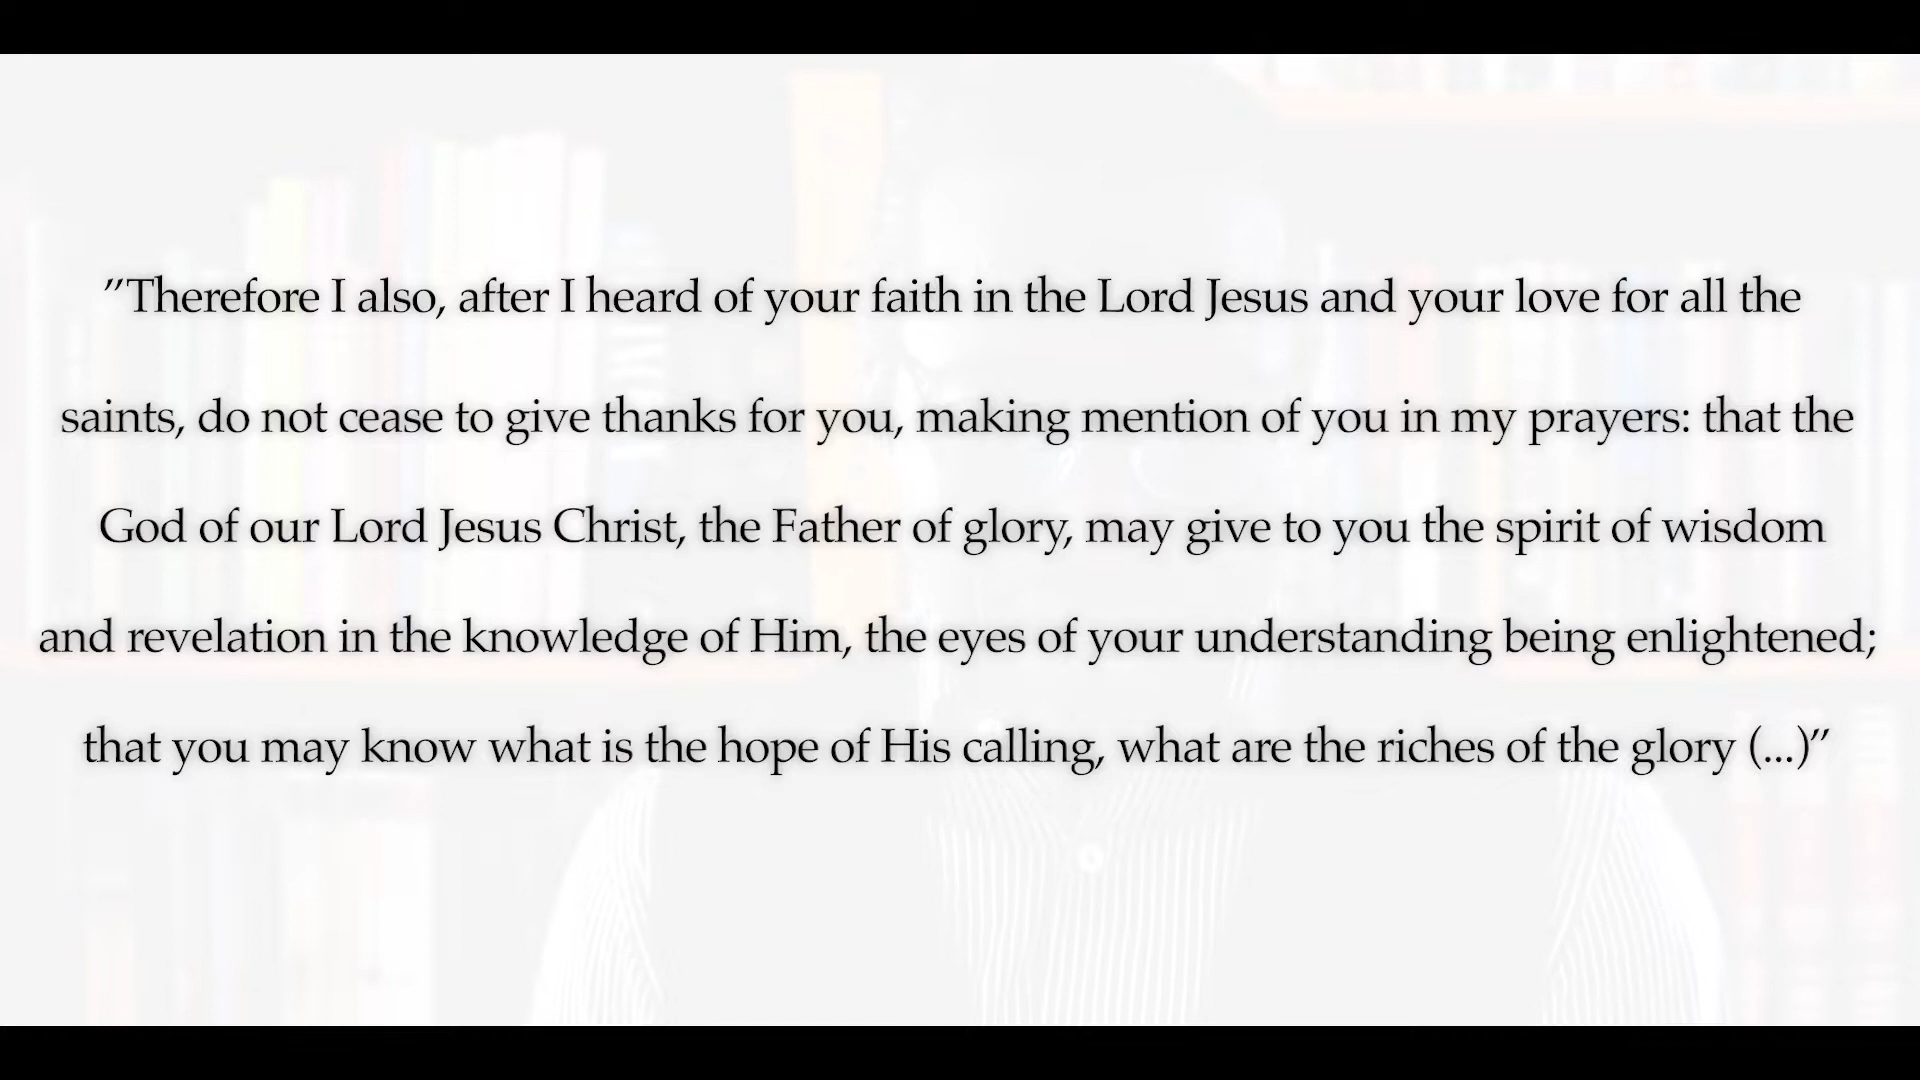 ”Therefore I also, after I heard of your faith in the Lord Jesus and your love for all the
saints, do not cease to give thanks for you, making mention of you in my prayers: that the
God of our Lord Jesus Christ, the Father of glory, may give to you the spirit of wisdom
and revelation in the knowledge of Him, the eyes of your understanding being enlightened;
that you may know what is the hope of His calling, what are the riches of the glory (...)”